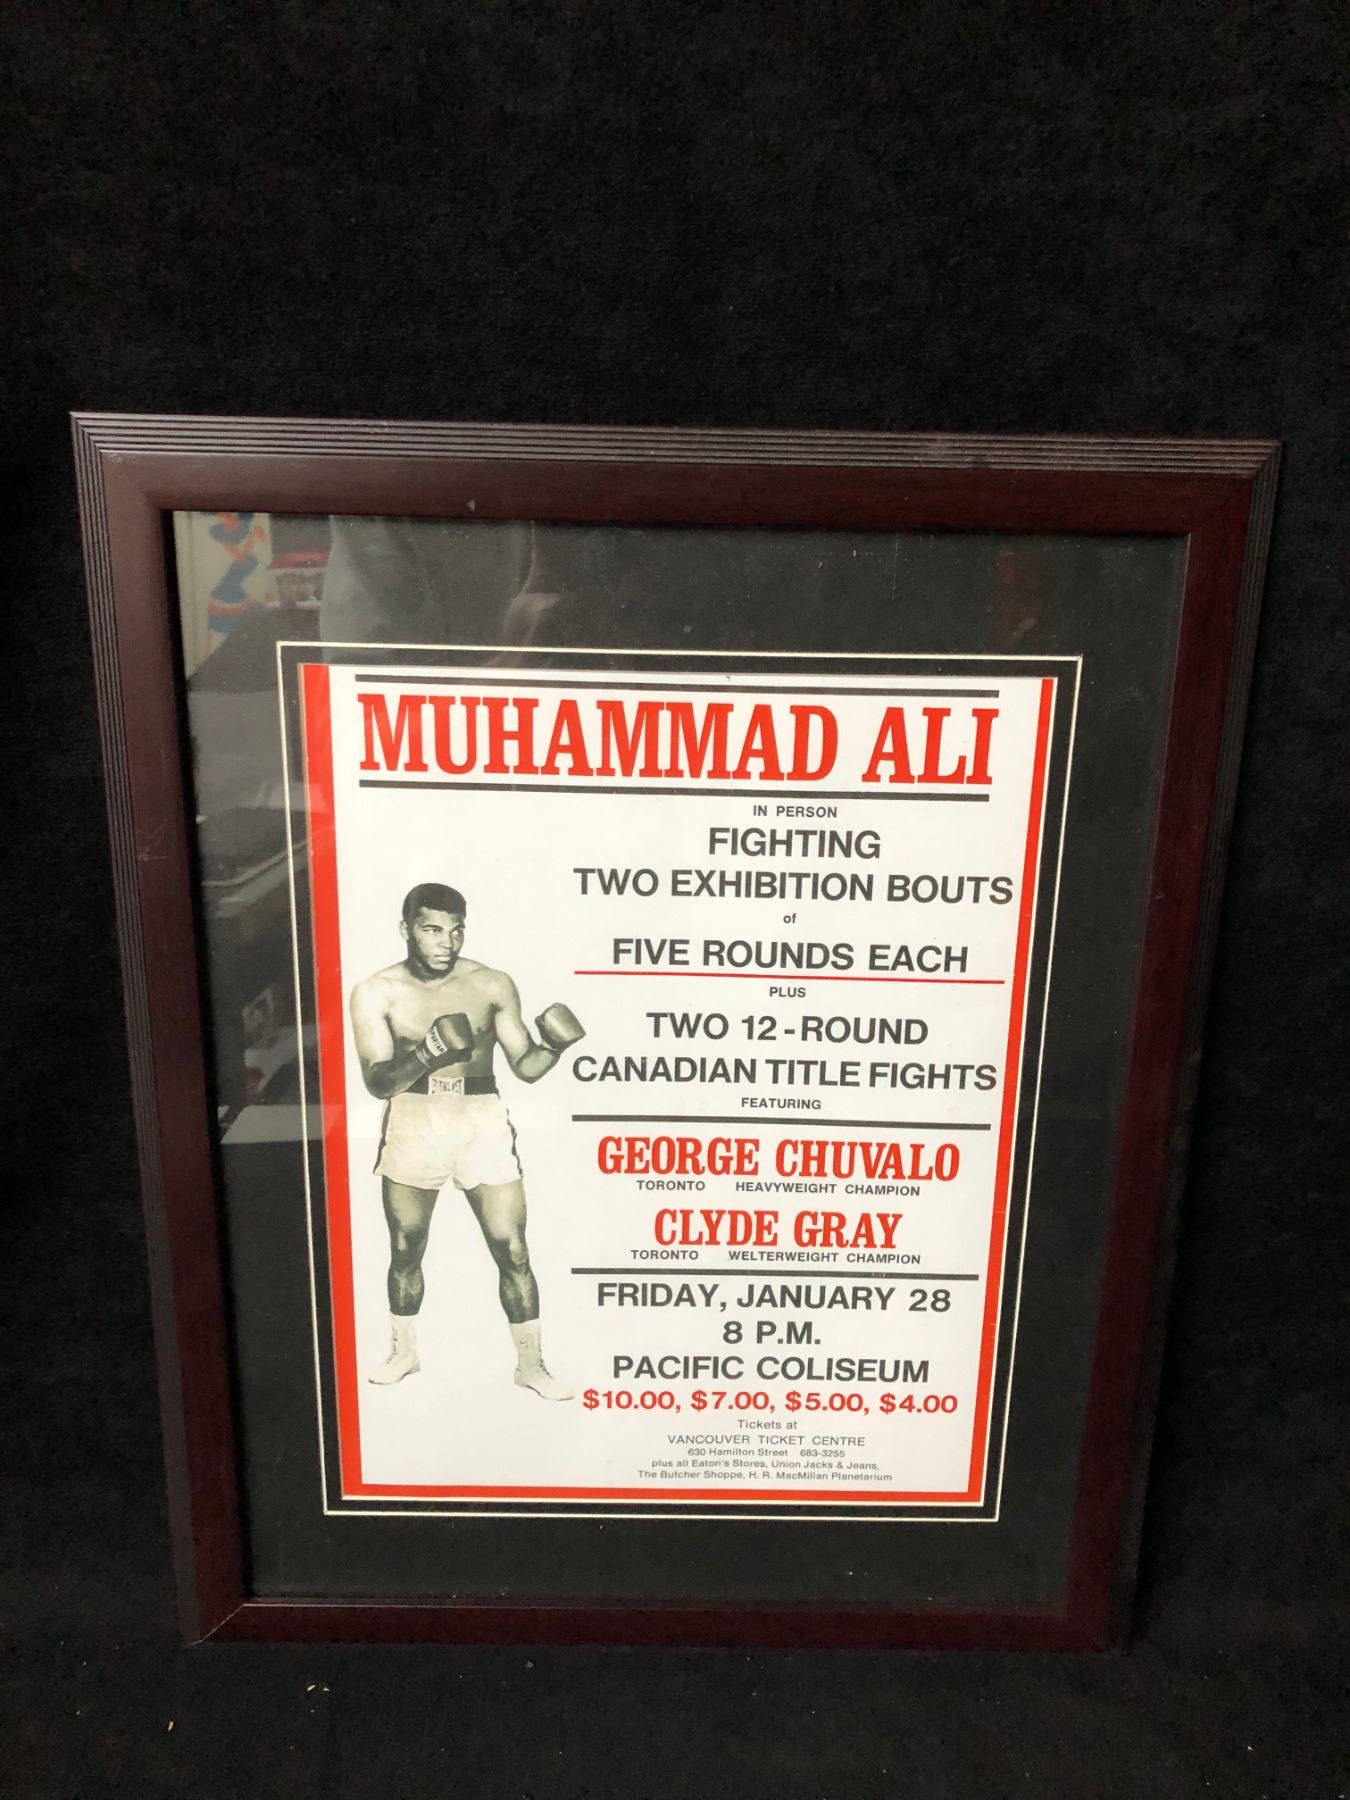 MUHAMMAD ALI
IN PERSON
FIGHTING
TWO EXHIBITION BOUTS
of
FIVE ROUNDS EACH
PLUS
TWO 12-ROUND
CANADIAN TITLE FIGHTS
FEATURING
GEORGE CHUVALO
TORONTO HEAVYWEIGHT CHAMPION
CLYDE GRAY
TORONTO WELTERWEIGHT CHAMPION
FRIDAY, JANUARY 28
8 P.M.
PACIFIC COLISEUM
$10.00, $7.00, $5.00, $4.00
Tickets at
VANCOUVER TICKET CENTRE
630 Hamilton Street 683-3255
plus all Eaton's Stores, Union Jacks & Jeans,
The Butcher Shoppe, H. R. MacMillan Planetarium
EVERLAST